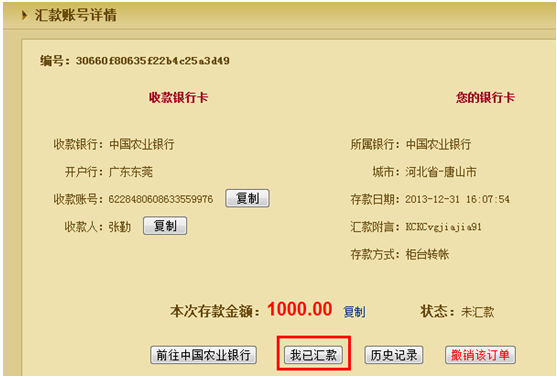 汇款账号详情
编号：30660f80635f22b4c25a3d49
收款银行卡 您的银行卡
收款银行：中国农业银行 所属银行：中国农业银行
开户行：广东东莞 城市：河北省-唐山市
收款账号：6228480608633559976 复制 存款日期：2013-12-31 16:07:54
收款人：张勤 复制 汇款附言：KCKCvgjiajia91
存款方式：柜台转帐
本次存款金额：1000.00 复制 状态：未汇款
前往中国农业银行 我已汇款 历史记录 撤销该订单